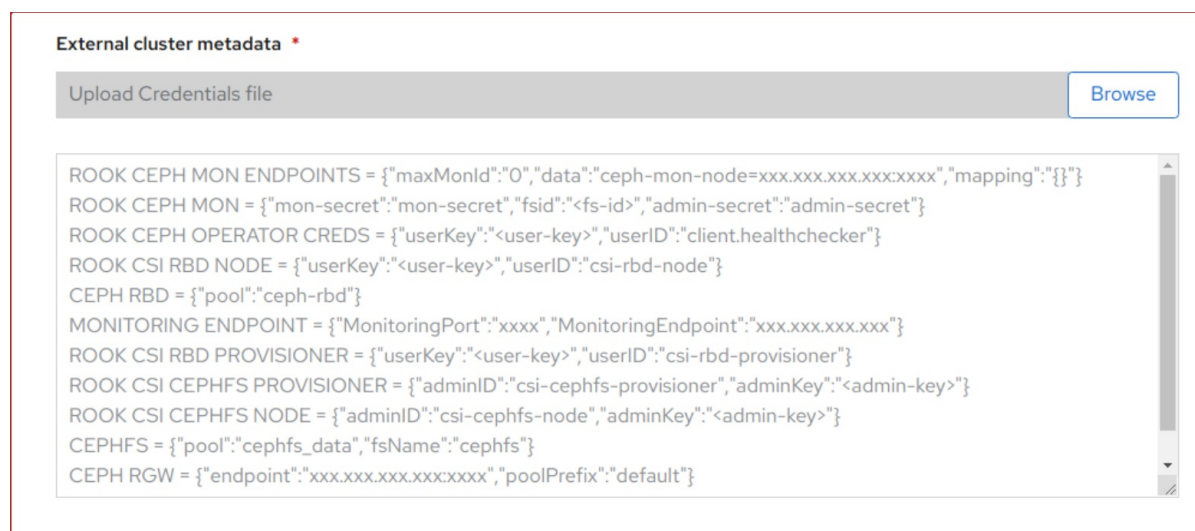 External cluster metadata *
Upload Credentials file
Browse
ROOK CEPH MON ENDPOINTS = {"maxMonId":"0","data":"ceph-mon-node=xxx.xxx.xxx.xxx:xxxx","mapping":"{}"}
ROOK CEPH MON = {"mon-secret":"mon-secret","fsid":"<fs-id>","admin-secret":"admin-secret"}
ROOK CEPH OPERATOR CREDS = {"userKey":"<user-key>","userID":"client.healthchecker"}
ROOK CSI RBD NODE = {"userKey":"<user-key>","userID":"csi-rbd-node"}
CEPH RBD = {"pool":"ceph-rbd"}
MONITORING ENDPOINT = {"MonitoringPort":"xxxx","MonitoringEndpoint":"xxx.xxx.xxx.xxx"}
ROOK CSI RBD PROVISIONER = {"userKey":"<user-key>","userID":"csi-rbd-provisioner"}
ROOK CSI CEPHFS PROVISIONER = {"adminID":"csi-cephfs-provisioner","adminKey":"<admin-key>"}
ROOK CSI CEPHFS NODE = {"adminID":"csi-cephfs-node","adminKey":"<admin-key>"}
CEPHFS = {"pool":"cephfs_data","fsName":"cephfs"}
CEPH RGW = {"endpoint":"xxx.xxx.xxx.xxx:xxxx","poolPrefix":"default"}